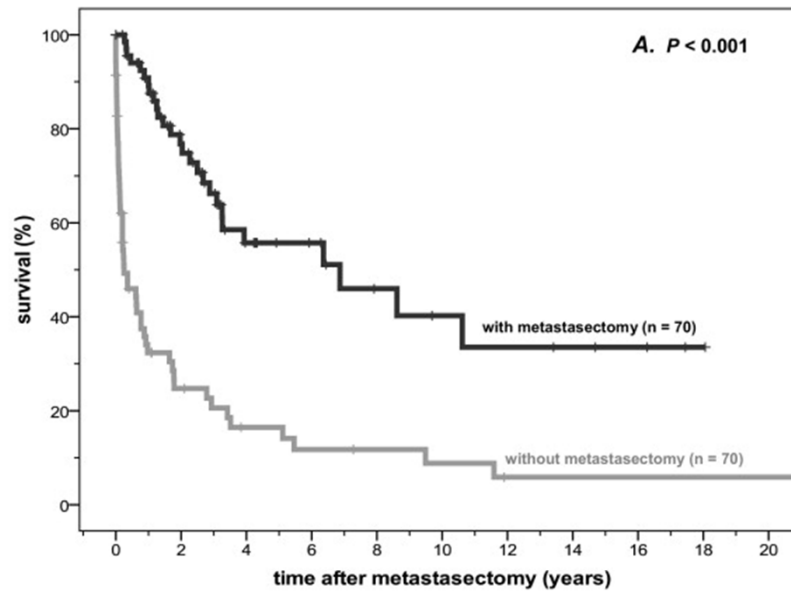 A. P < 0.001
100
80
60
40
20
0
survival (%)
with metastasectomy (n = 70)
without metastasectomy (n = 70)
0 2 4 6 8 10 12 14 16 18 20
time after metastasectomy (years)